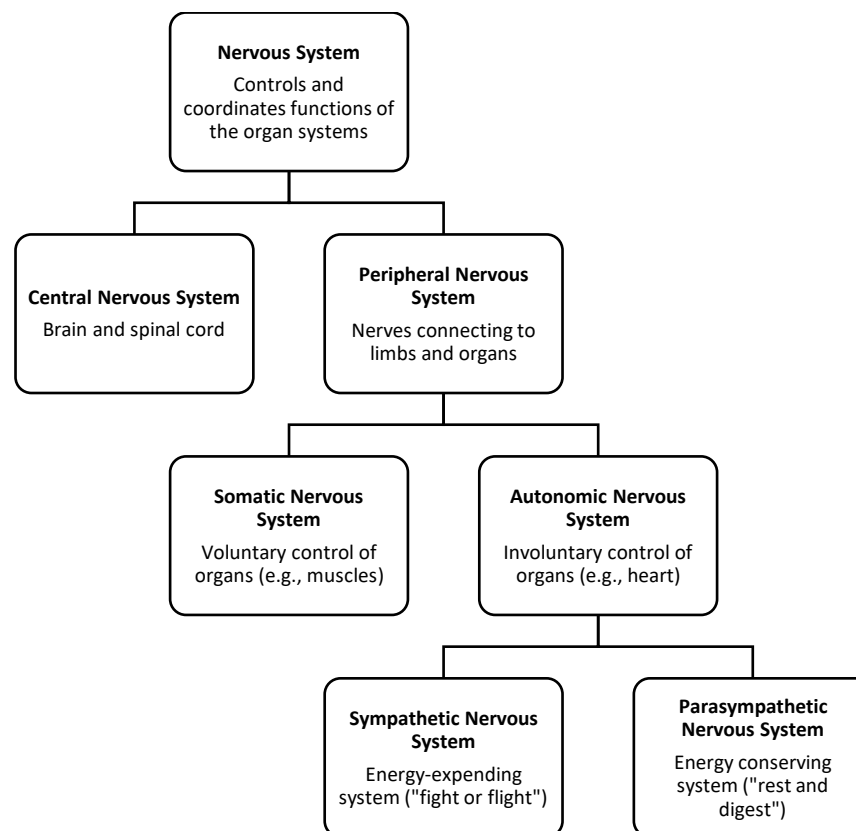 Nervous System
Controls and
coordinates functions of
the organ systems
Central Nervous System
Brain and spinal cord
Peripheral Nervous
System
Nerves connecting to
limbs and organs
Somatic Nervous
System
Voluntary control of
organs (e.g., muscles)
Autonomic Nervous
System
Involuntary control of
organs (e.g., heart)
Sympathetic Nervous
System
Energy-expending
system ("fight or flight")
Parasympathetic
Nervous System
Energy conserving
system ("rest and
digest")